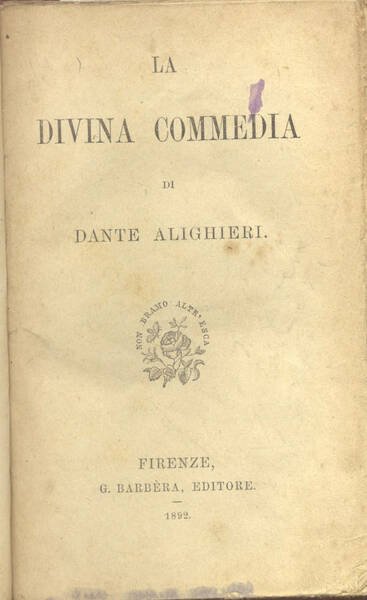 LA
DIVINA COMMEDIA
DI
DANTE ALIGHIERI.
NON BRAMO ALTR' ESCA
FIRENZE,
G. BARBÈRA, EDITORE.
1892.